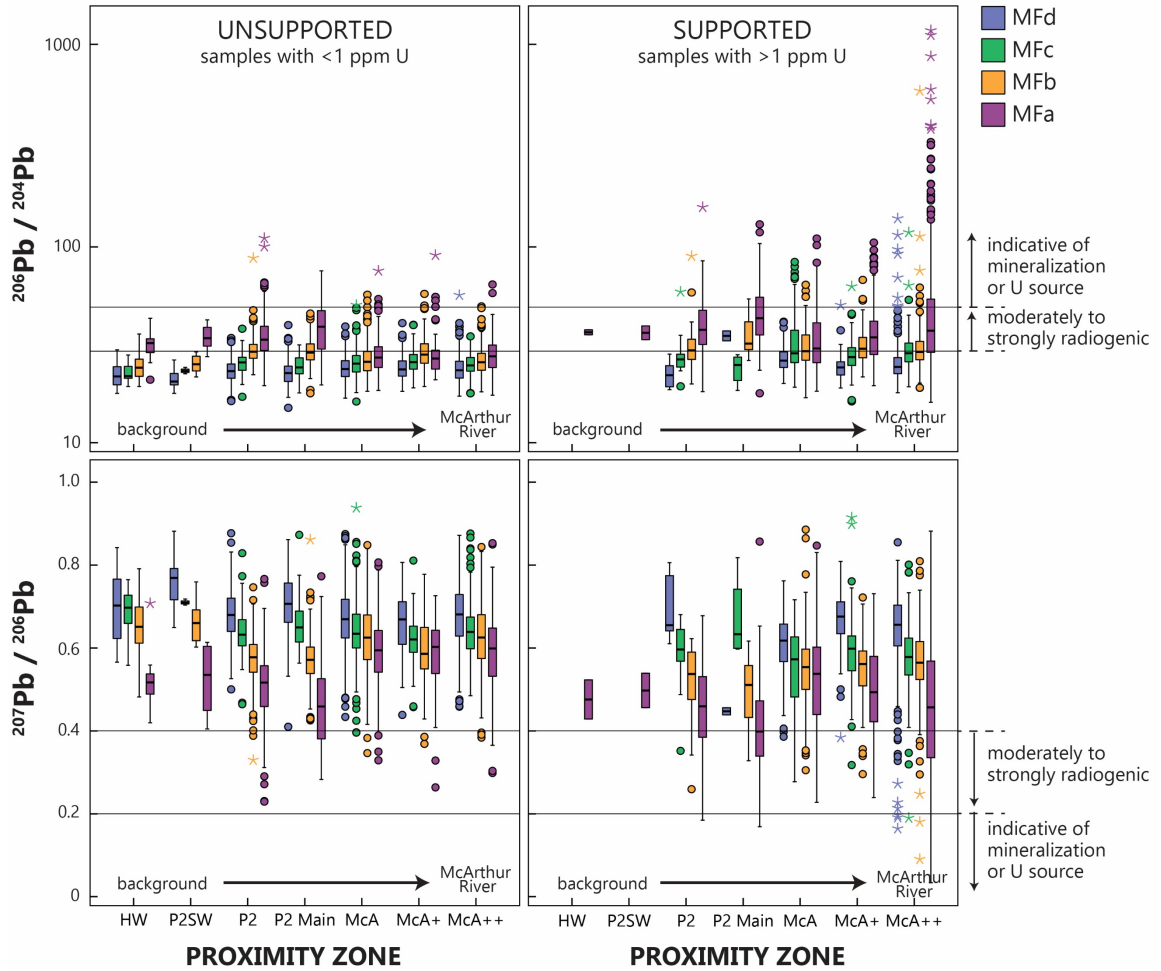 UNSUPPORTED
samples with <1 ppm U
SUPPORTED
samples with >1 ppm U
MFd
MFc
MFb
MFa
²⁰⁶Pb / ²⁰⁴Pb
1000
100
10
indicative of
mineralization
or U source
moderately to
strongly radiogenic
background
McArthur
River
background
McArthur
River
²⁰⁷Pb / ²⁰⁶Pb
1.0
0.8
0.6
0.4
0.2
0
moderately to
strongly radiogenic
indicative of
mineralization
or U source
background
McArthur
River
background
McArthur
River
HW P2SW P2 P2 Main McA McA+ McA++
HW P2SW P2 P2 Main McA McA+ McA++
PROXIMITY ZONE
PROXIMITY ZONE